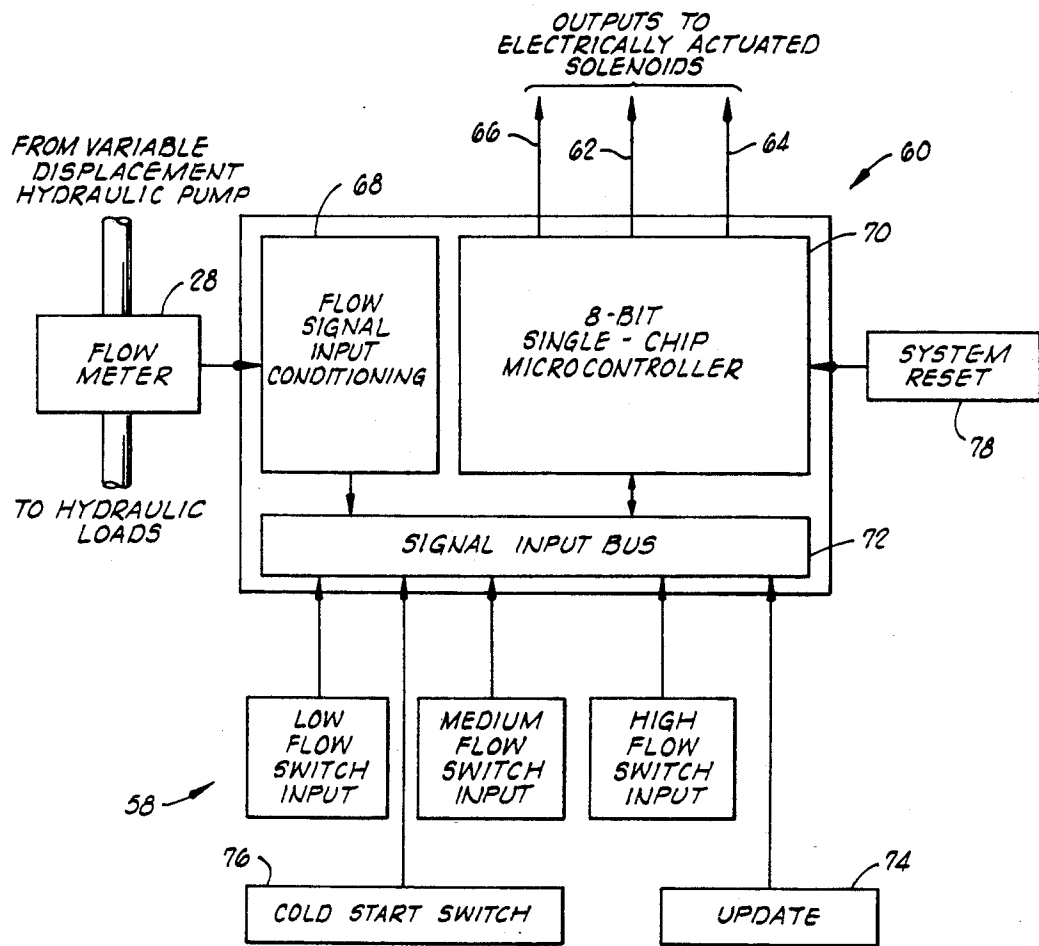 OUTPUTS TO
ELECTRICALLY ACTUATED
SOLENOIDS
66
62
64
60
FROM VARIABLE
DISPLACEMENT
HYDRAULIC PUMP
68
70
28
FLOW
METER
FLOW
SIGNAL
INPUT
CONDITIONING
8-BIT
SINGLE-CHIP
MICROCONTROLLER
SYSTEM
RESET
78
TO HYDRAULIC
LOADS
SIGNAL INPUT BUS
72
LOW
FLOW
SWITCH
INPUT
MEDIUM
FLOW
SWITCH
INPUT
HIGH
FLOW
SWITCH
INPUT
58
76
COLD START SWITCH
74
UPDATE